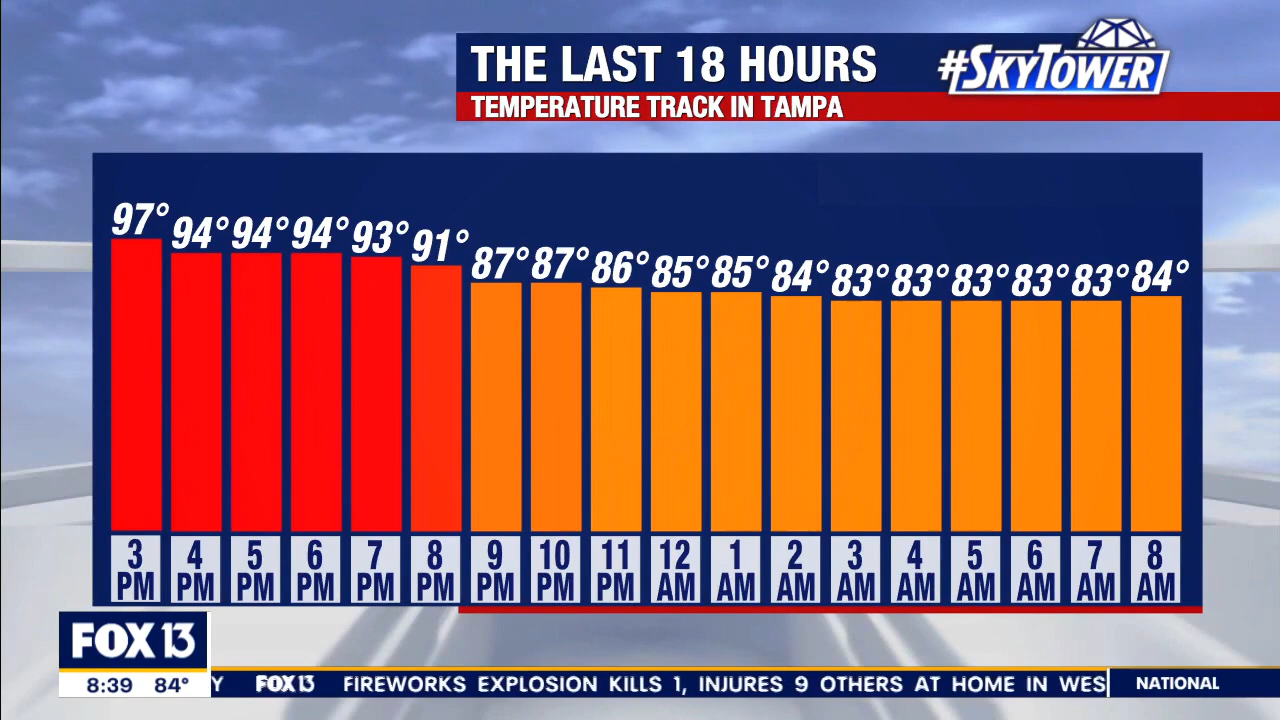 THE LAST 18 HOURS
#SKYTOWER
TEMPERATURE TRACK IN TAMPA
97° 94° 94° 94° 93° 91° 87° 87° 86° 85° 85° 84° 83° 83° 83° 83° 83° 84°
3 PM 4 PM 5 PM 6 PM 7 PM 8 PM 9 PM 10 PM 11 PM 12 AM 1 AM 2 AM 3 AM 4 AM 5 AM 6 AM 7 AM 8 AM
FOX 13
8:39 84° Y FOX 13 FIREWORKS EXPLOSION KILLS 1, INJURES 9 OTHERS AT HOME IN WES NATIONAL